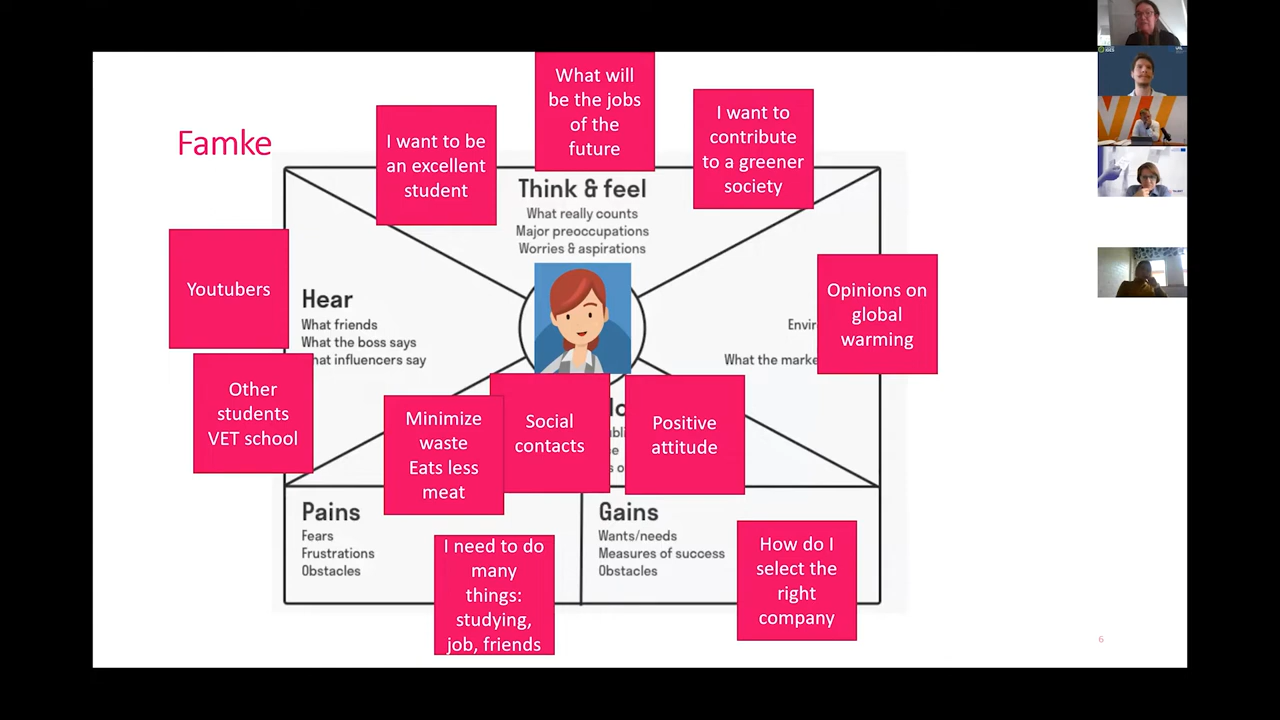 Famke
I want to be
an excellent
student
What will
be the jobs
of the
future
I want to
contribute
to a greener
society
Think & feel
What really counts
Major preoccupations
Worries & aspirations
Youtubers
Hear
What friends
What the boss says
influencers say
Other
students
VET school
Opinions on
global
warming
What the
Minimize
waste
Eats less
meat
Social
contacts
Positive
attitude
Pains
Fears
Frustrations
Obstacles
I need to do
many
things:
studying,
job, friends
Gains
Wants/needs
Measures of success
Obstacles
How do I
select the
right
company
6